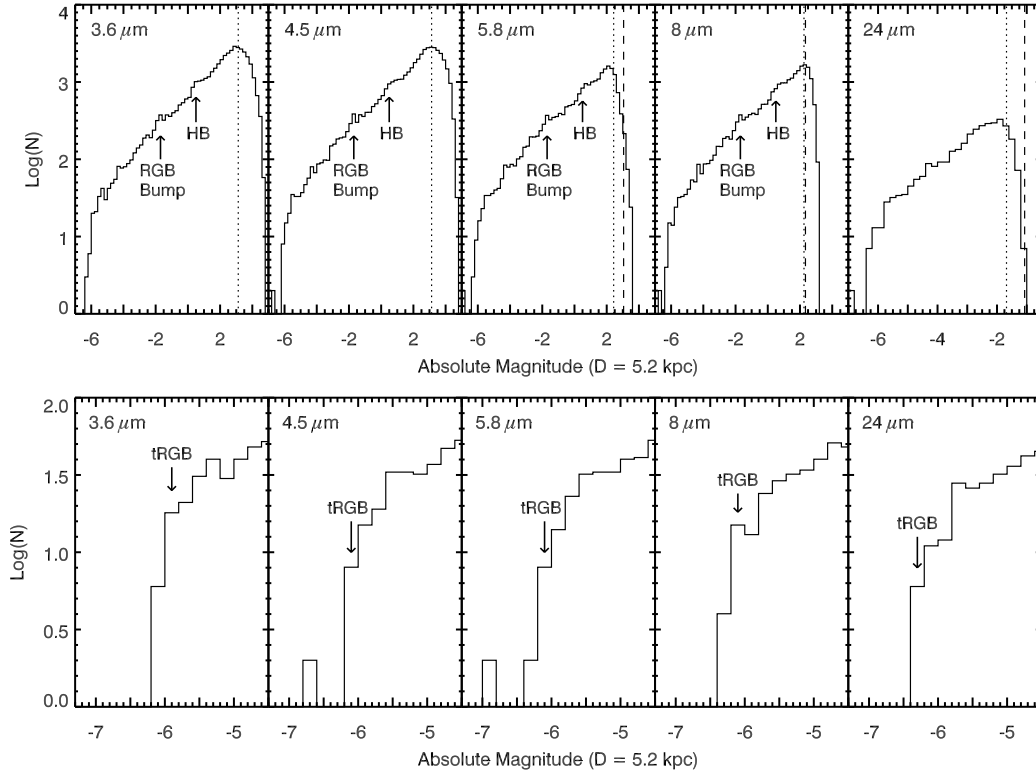 3.6 μm
4.5 μm
5.8 μm
8 μm
24 μm
4
3
2
1
0
Log(N)
HB
RGB
Bump
HB
RGB
Bump
HB
RGB
Bump
HB
RGB
Bump
-6
-2
2
-6
-2
2
-6
-2
2
-6
-2
2
-6
-4
-2
Absolute Magnitude (D = 5.2 kpc)
3.6 μm
4.5 μm
5.8 μm
8 μm
24 μm
2.0
1.5
1.0
0.5
0.0
Log(N)
tRGB
tRGB
tRGB
tRGB
tRGB
-7
-6
-5
-7
-6
-5
-7
-6
-5
-7
-6
-5
-7
-6
-5
Absolute Magnitude (D = 5.2 kpc)